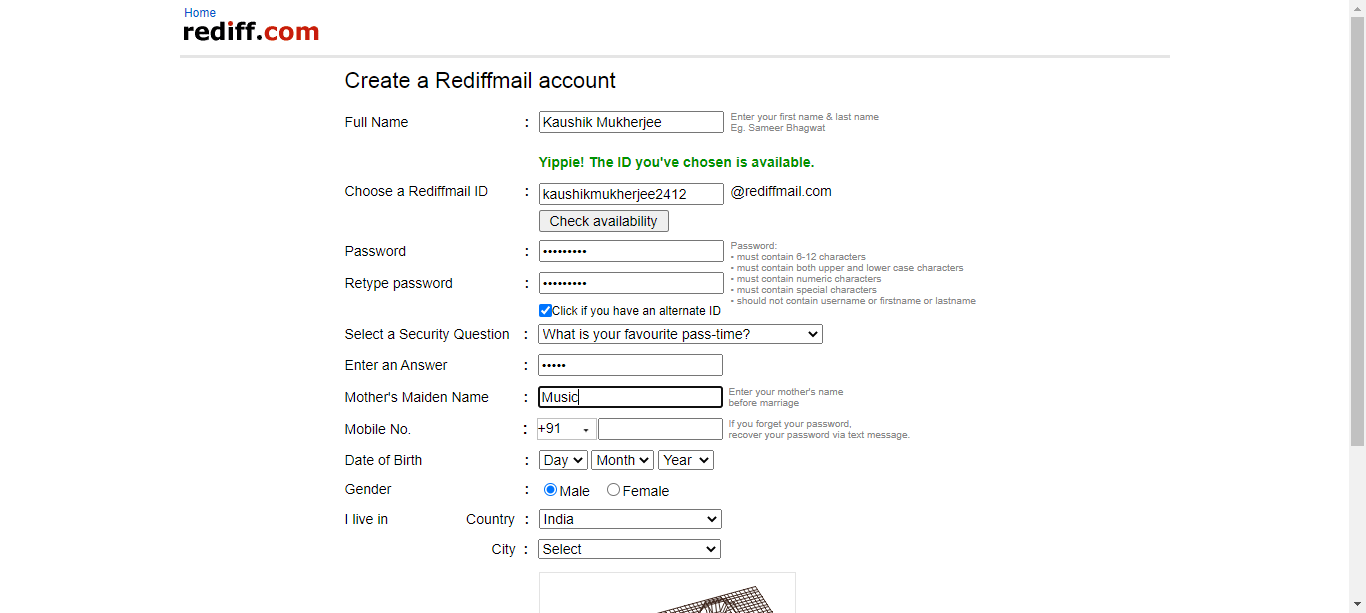 Home
rediff.com
Create a Rediffmail account
Full Name : Kaushik Mukherjee Enter your first name & last name
Eg. Sameer Bhagwat
Yippie! The ID you've chosen is available.
Choose a Rediffmail ID : kaushikmukherjee2412 @rediffmail.com
Check availability
Password : ••••••••• Password:
• must contain 6-12 characters
• must contain both upper and lower case characters
• must contain numeric characters
• must contain special characters
• should not contain username or firstname or lastname
Retype password : •••••••••
Click if you have an alternate ID
Select a Security Question : What is your favourite pass-time?
Enter an Answer : •••••
Mother's Maiden Name : Music Enter your mother's name
before marriage
Mobile No. : +91 If you forget your password,
recover your password via text message.
Date of Birth : Day Month Year
Gender : Male Female
I live in Country : India
City : Select